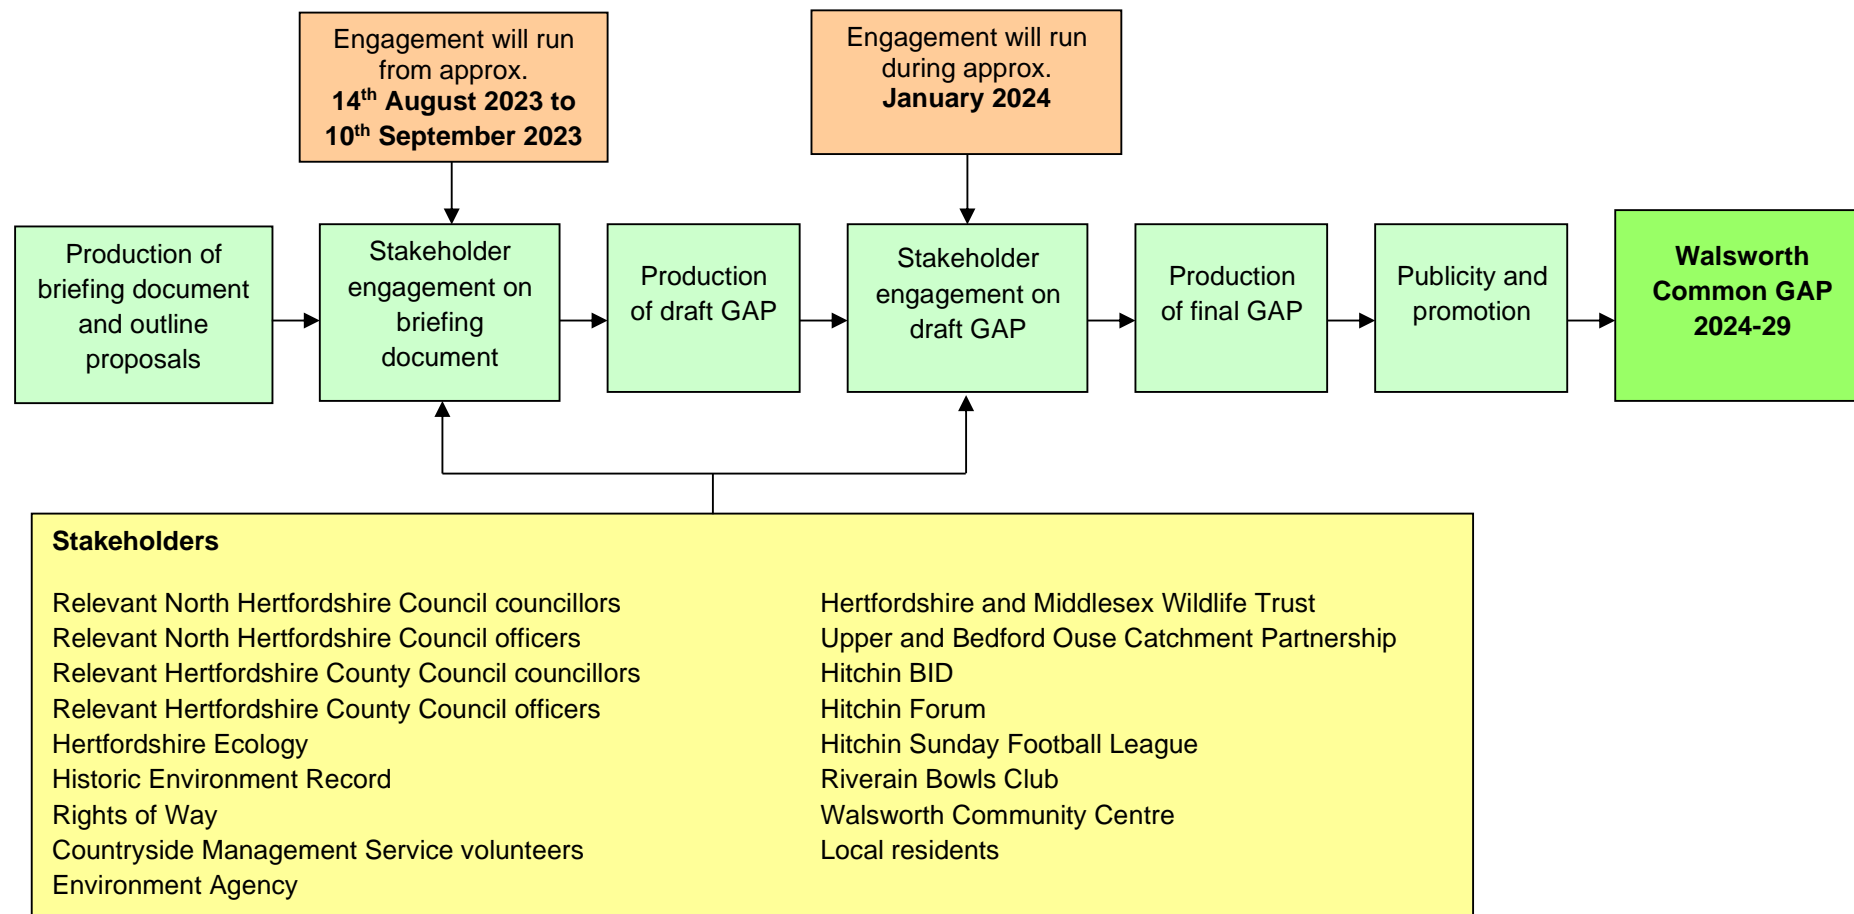 Engagement will run
from approx.
14th August 2023 to
10th September 2023
Engagement will run
during approx.
January 2024
Production of
briefing document
and outline
proposals
Stakeholder
engagement on
briefing
document
Production
of draft GAP
Stakeholder
engagement on
draft GAP
Production
of final GAP
Publicity and
promotion
Walsworth
Common GAP
2024-29
Stakeholders
Relevant North Hertfordshire Council councillors
Relevant North Hertfordshire Council officers
Relevant Hertfordshire County Council councillors
Relevant Hertfordshire County Council officers
Hertfordshire Ecology
Historic Environment Record
Rights of Way
Countryside Management Service volunteers
Environment Agency
Hertfordshire and Middlesex Wildlife Trust
Upper and Bedford Ouse Catchment Partnership
Hitchin BID
Hitchin Forum
Hitchin Sunday Football League
Riverain Bowls Club
Walsworth Community Centre
Local residents